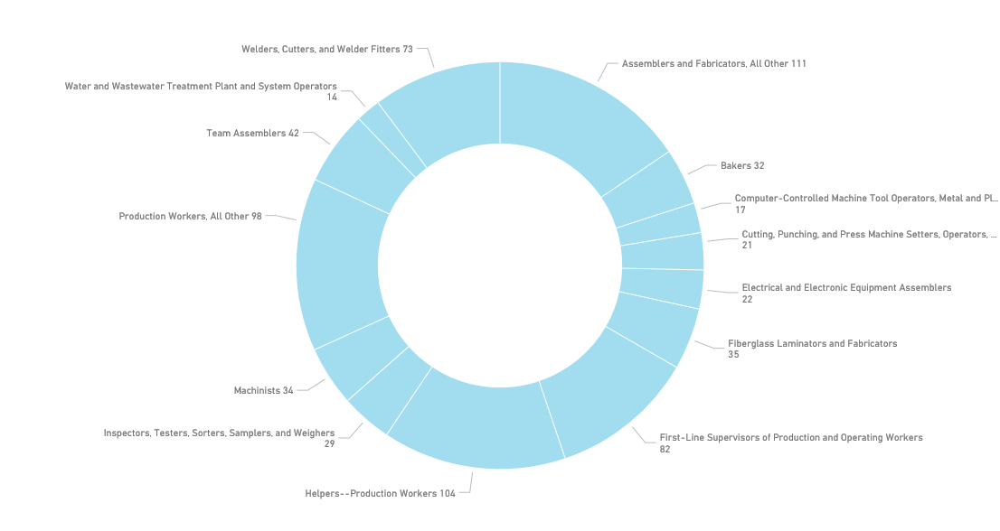 Welders, Cutters, and Welder Fitters 73
Assemblers and Fabricators, All Other 111
Water and Wastewater Treatment Plant and System Operators
14
Team Assemblers 42
Bakers 32
Computer-Controlled Machine Tool Operators, Metal and Pl...
17
Production Workers, All Other 98
Cutting, Punching, and Press Machine Setters, Operators, ...
21
Electrical and Electronic Equipment Assemblers
22
Fiberglass Laminators and Fabricators
35
Machinists 34
Inspectors, Testers, Sorters, Samplers, and Weighers
29
First-Line Supervisors of Production and Operating Workers
82
Helpers--Production Workers 104